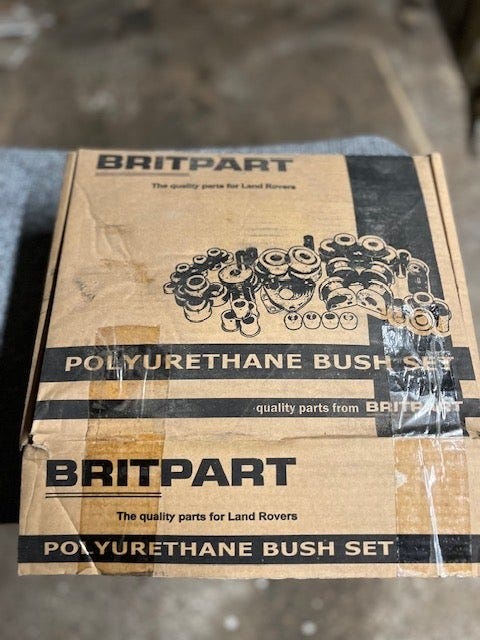 BRITPART
The quality parts for Land Rovers
POLYURETHANE BUSH SET
quality parts from BRITPART
BRITPART
The quality parts for Land Rovers
POLYURETHANE BUSH SET